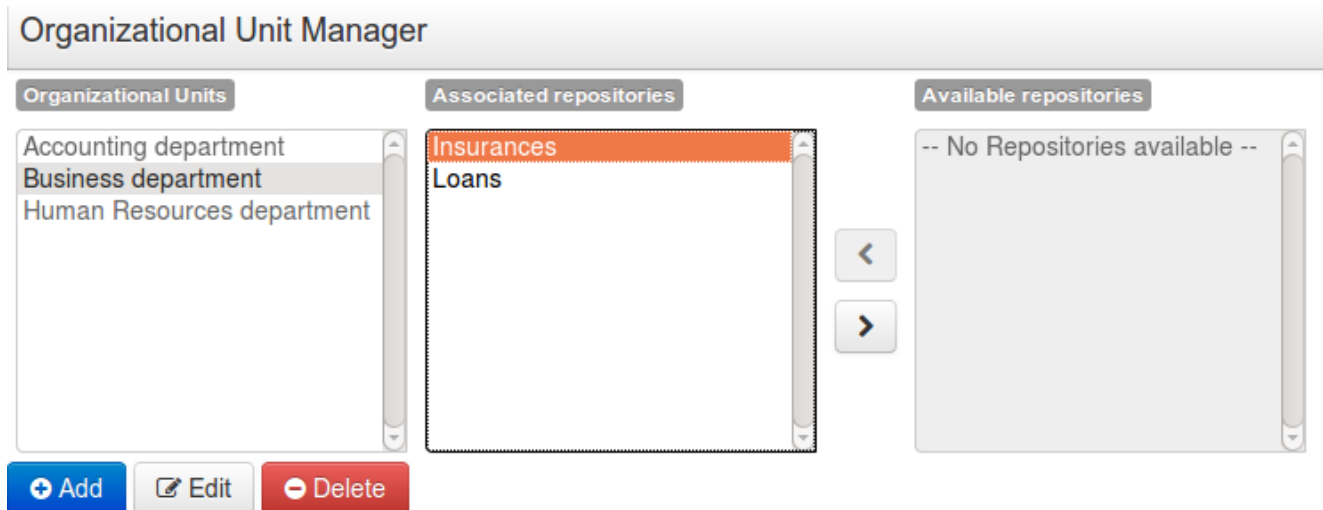 Organizational Unit Manager
Organizational Units
Associated repositories
Available repositories
Accounting department
Business department
Human Resources department
Insurances
Loans
-- No Repositories available --
Add
Edit
Delete